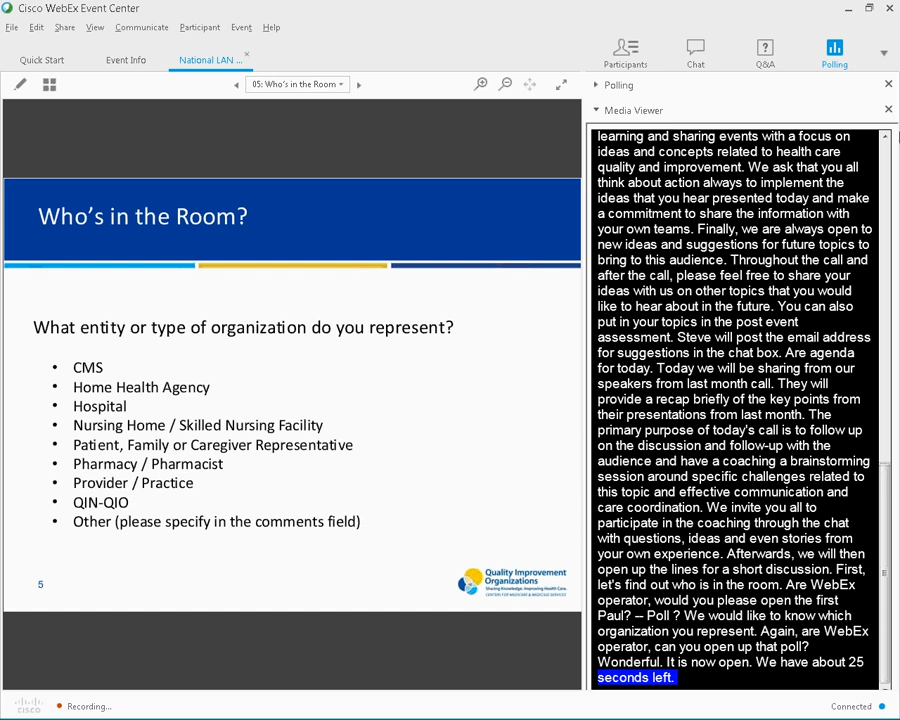 Cisco WebEx Event Center
File Edit Share View Communicate Participant Event Help
Quick Start Event Info National LAN ...
Participants Chat Q&A Polling
05: Who's in the Room
Polling
Media Viewer
Who's in the Room?
What entity or type of organization do you represent?
• CMS
• Home Health Agency
• Hospital
• Nursing Home / Skilled Nursing Facility
• Patient, Family or Caregiver Representative
• Pharmacy / Pharmacist
• Provider / Practice
• QIN-QIO
• Other (please specify in the comments field)
5
Quality Improvement
Organizations
Sharing Knowledge. Improving Health Care.
CENTERS FOR MEDICARE & MEDICAID SERVICES
learning and sharing events with a focus on
ideas and concepts related to health care
quality and improvement. We ask that you all
think about action always to implement the
ideas that you hear presented today and make
a commitment to share the information with
your own teams. Finally, we are always open to
new ideas and suggestions for future topics to
bring to this audience. Throughout the call and
after the call, please feel free to share your
ideas with us on other topics that you would
like to hear about in the future. You can also
put in your topics in the post event
assessment. Steve will post the email address
for suggestions in the chat box. Are agenda
for today. Today we will be sharing from our
speakers from last month call. They will
provide a recap briefly of the key points from
their presentations from last month. The
primary purpose of today's call is to follow up
on the discussion and follow-up with the
audience and have a coaching a brainstorming
session around specific challenges related to
this topic and effective communication and
care coordination. We invite you all to
participate in the coaching through the chat
with questions, ideas and even stories from
your own experience. Afterwards, we will then
open up the lines for a short discussion. First,
let's find out who is in the room. Are WebEx
operator, would you please open the first
Paul? -- Poll ? We would like to know which
organization you represent. Again, are WebEx
operator, can you open up that poll?
Wonderful. It is now open. We have about 25
seconds left.
cisco
Recording...
Connected